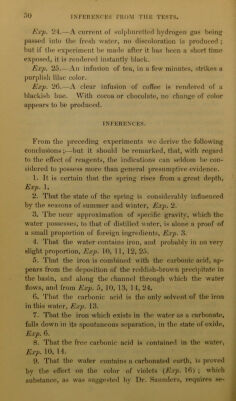 50 INFERENCES FROM THE TESTS.
Exp. 24.—A current of sulphuretted hydrogen gas being
passed into the fresh water, no discoloration is produced ;
but if the experiment be made after it has been a short time
exposed, it is rendered instantly black.
Exp. 25.—An infusion of tea, in a few minutes, strikes a
purplish lilac color.
Exp. 26.—A clear infusion of coffee is rendered of a
blackish hue. With cocoa or chocolate, no change of color
appears to be produced.
INFERENCES.
From the preceding experiments we derive the following
conclusions ;—but it should be remarked, that, with regard
to the effect of reagents, the indications can seldom be con-
sidered to possess more than general presumptive evidence.
1. It is certain that the spring rises from a great depth,
Exp. 1.
2. That the state of the spring is considerably influenced
by the seasons of summer and winter, Exp. 2.
3. The near approximation of specific gravity, which the
water possesses, to that of distilled water, is alone a proof of
a small proportion of foreign ingredients, Exp. 3.
4. That the water contains iron, and probably in no very
slight proportion, Exp. 10, 11, 12, 25.
5. That the iron is combined with the carbonic acid, ap-
pears from the deposition of the reddish-brown precipitate in
the basin, and along the channel through which the water
flows, and from Exp. 5, 10, 13, 14, 24.
6. That the carbonic acid is the only solvent of the iron
in this water, Exp. 13.
7. That the iron which exists in the water as a carbonate,
falls down in its spontaneous separation, in the state of oxide,
Exp. 6.
8. That the free carbonic acid is contained in the water,
Exp. 10, 14.
9. That the water contains a carbonated earth, is proved
by the effect on the color of violets (Exp. 16) ; which
substance, as was suggested by Dr. Saunders, requires se-